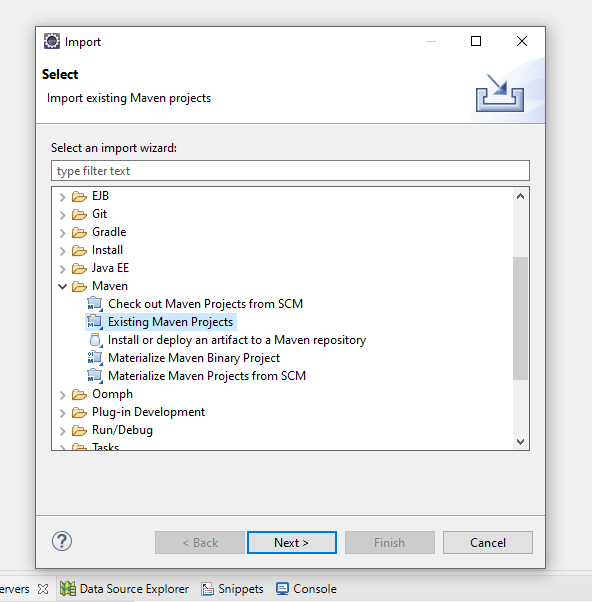 Import
Select
Import existing Maven projects
Select an import wizard:
type filter text
EJB
Git
Gradle
Install
Java EE
Maven
Check out Maven Projects from SCM
Existing Maven Projects
Install or deploy an artifact to a Maven repository
Materialize Maven Binary Project
Materialize Maven Projects from SCM
Oomph
Plug-in Development
Run/Debug
Tasks
< Back Next > Finish Cancel
ervers Data Source Explorer Snippets Console